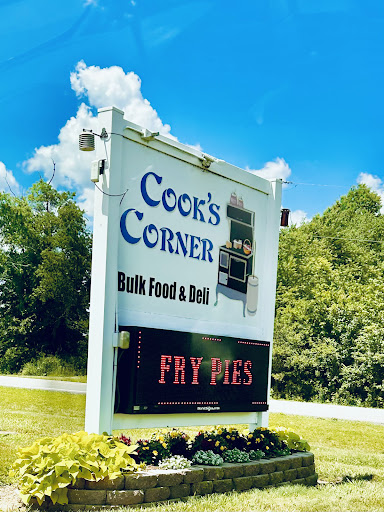 COOK'S
CORNER
Bulk Food & Deli
FRY PIES